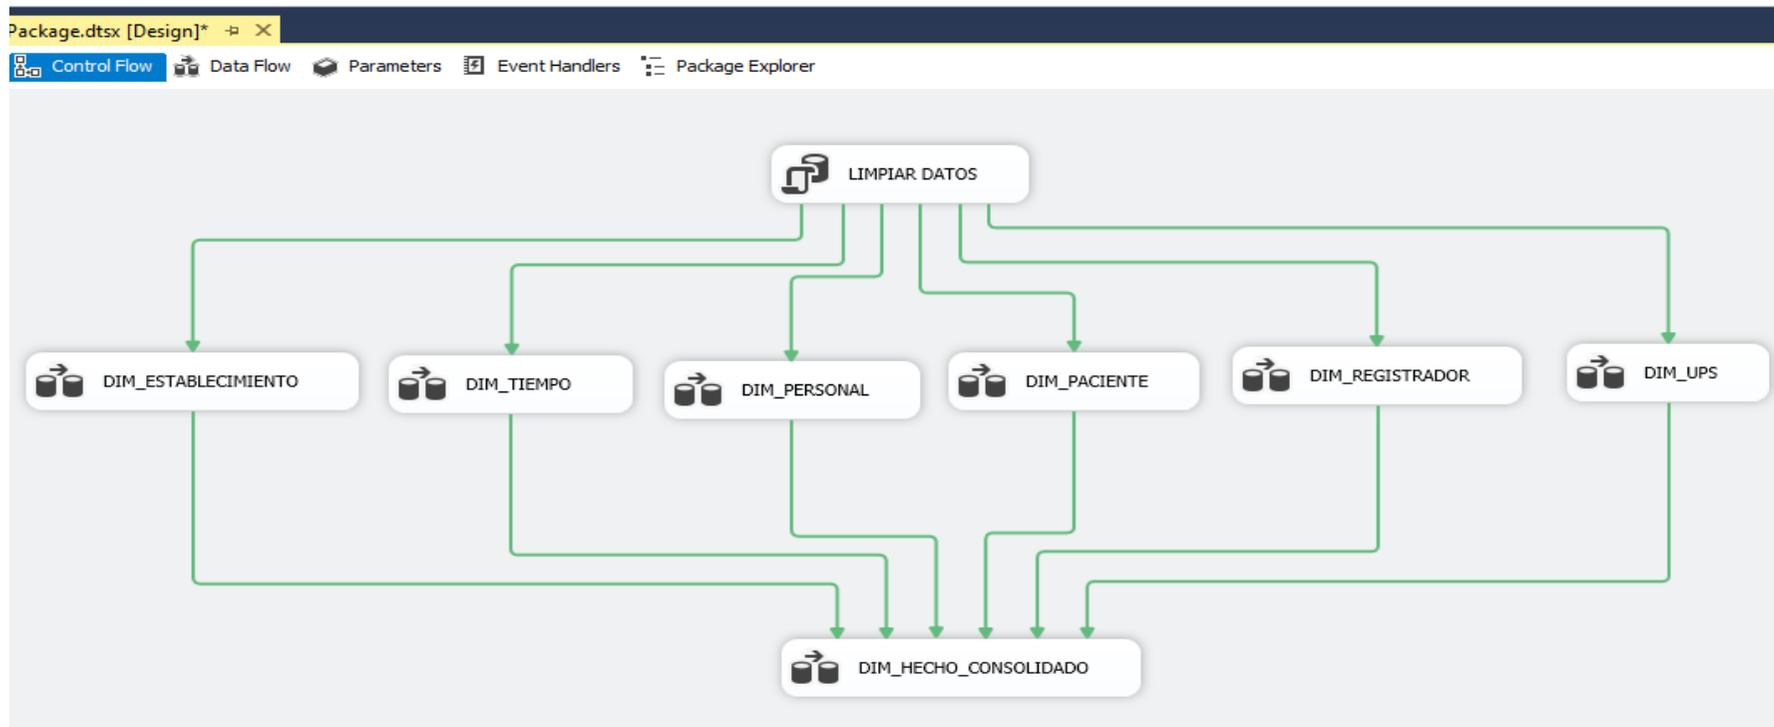 Package.dtsx [Design]*
Control Flow Data Flow Parameters Event Handlers Package Explorer
LIMPIAR DATOS
DIM_ESTABLECIMIENTO DIM_TIEMPO DIM_PERSONAL DIM_PACIENTE DIM_REGISTRADOR DIM_UPS
DIM_HECHO_CONSOLIDADO